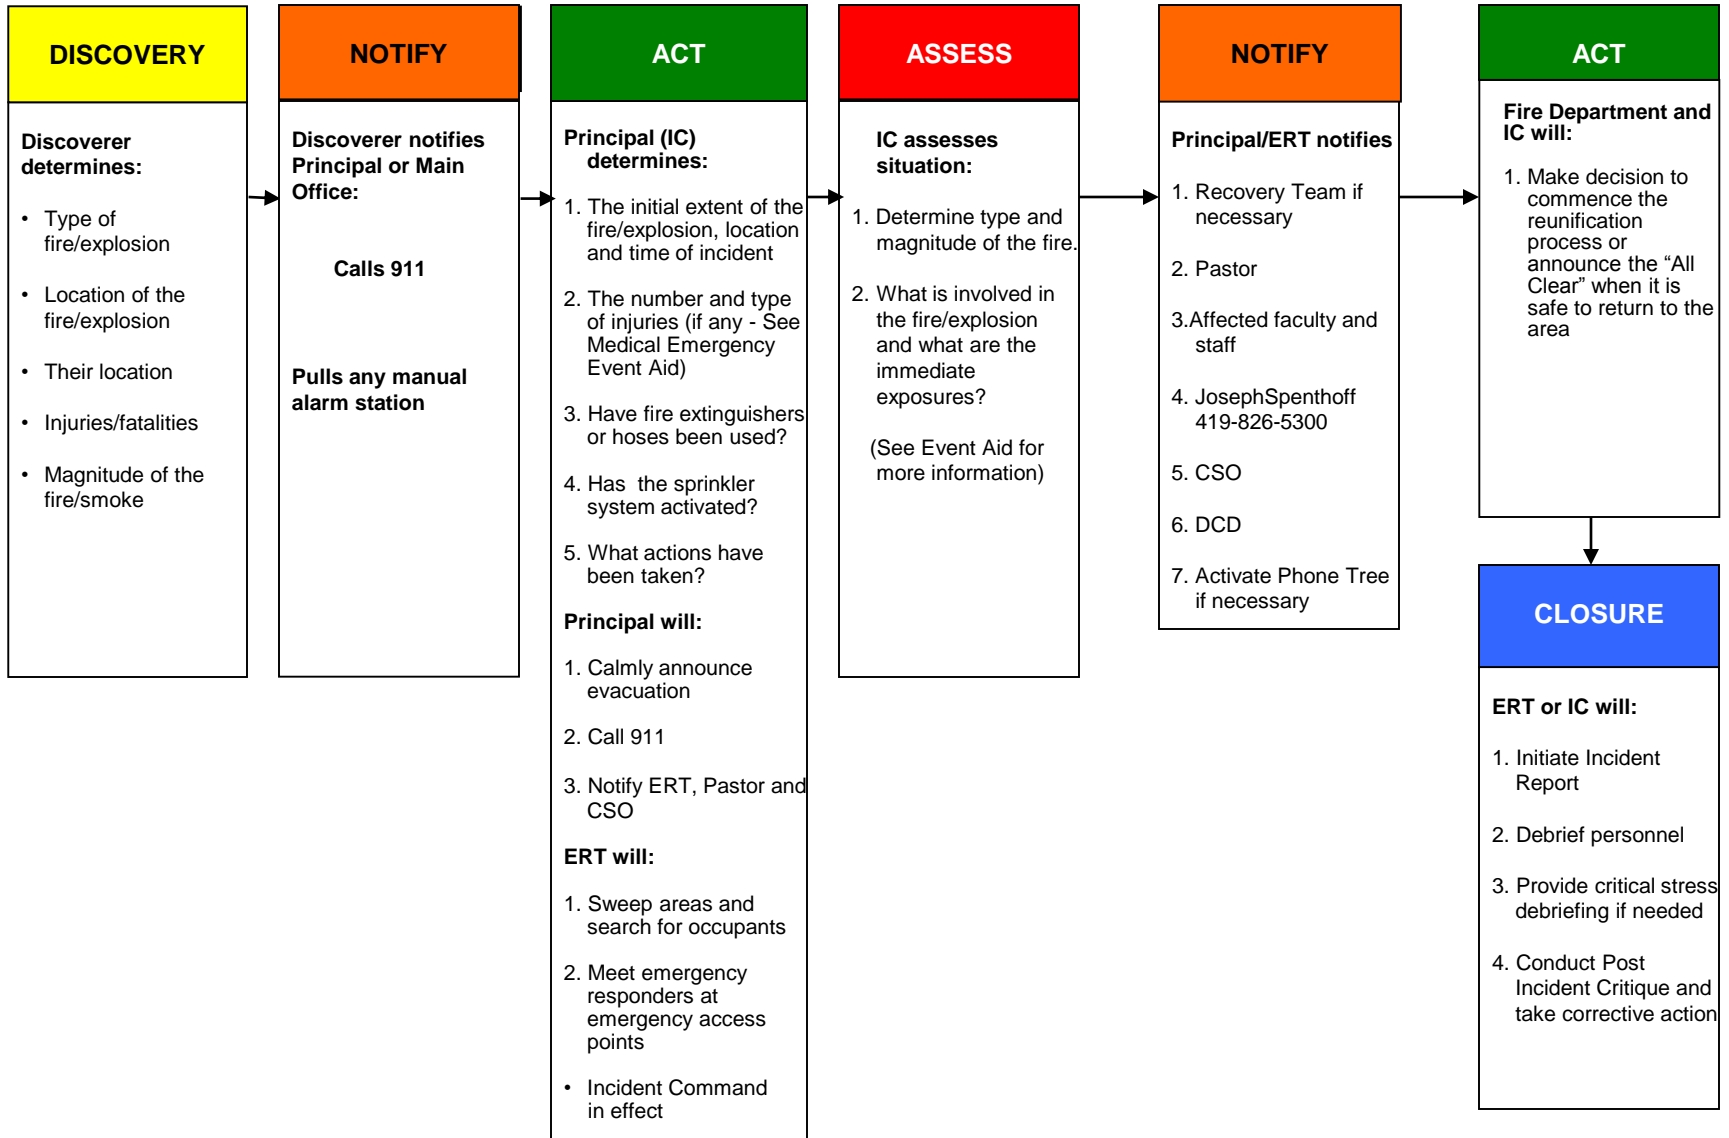 DISCOVERY
Discoverer
determines:
• Type of
fire/explosion
• Location of the
fire/explosion
• Their location
• Injuries/fatalities
• Magnitude of the
fire/smoke
NOTIFY
Discoverer notifies
Principal or Main
Office:
Calls 911
Pulls any manual
alarm station
ACT
Principal (IC)
determines:
1. The initial extent of the
fire/explosion, location
and time of incident
2. The number and type
of injuries (if any - See
Medical Emergency
Event Aid)
3. Have fire extinguishers
or hoses been used?
4. Has the sprinkler
system activated?
5. What actions have
been taken?
Principal will:
1. Calmly announce
evacuation
2. Call 911
3. Notify ERT, Pastor and
CSO
ERT will:
1. Sweep areas and
search for occupants
2. Meet emergency
responders at
emergency access
points
• Incident Command
in effect
ASSESS
IC assesses
situation:
1. Determine type and
magnitude of the fire.
2. What is involved in
the fire/explosion
and what are the
immediate
exposures?
(See Event Aid for
more information)
NOTIFY
Principal/ERT notifies
1. Recovery Team if
necessary
2. Pastor
3.Affected faculty and
staff
4. JosephSpenthoff
419-826-5300
5. CSO
6. DCD
7. Activate Phone Tree
if necessary
ACT
Fire Department and
IC will:
1. Make decision to
commence the
reunification
process or
announce the “All
Clear” when it is
safe to return to the
area
CLOSURE
ERT or IC will:
1. Initiate Incident
Report
2. Debrief personnel
3. Provide critical stress
debriefing if needed
4. Conduct Post
Incident Critique and
take corrective action